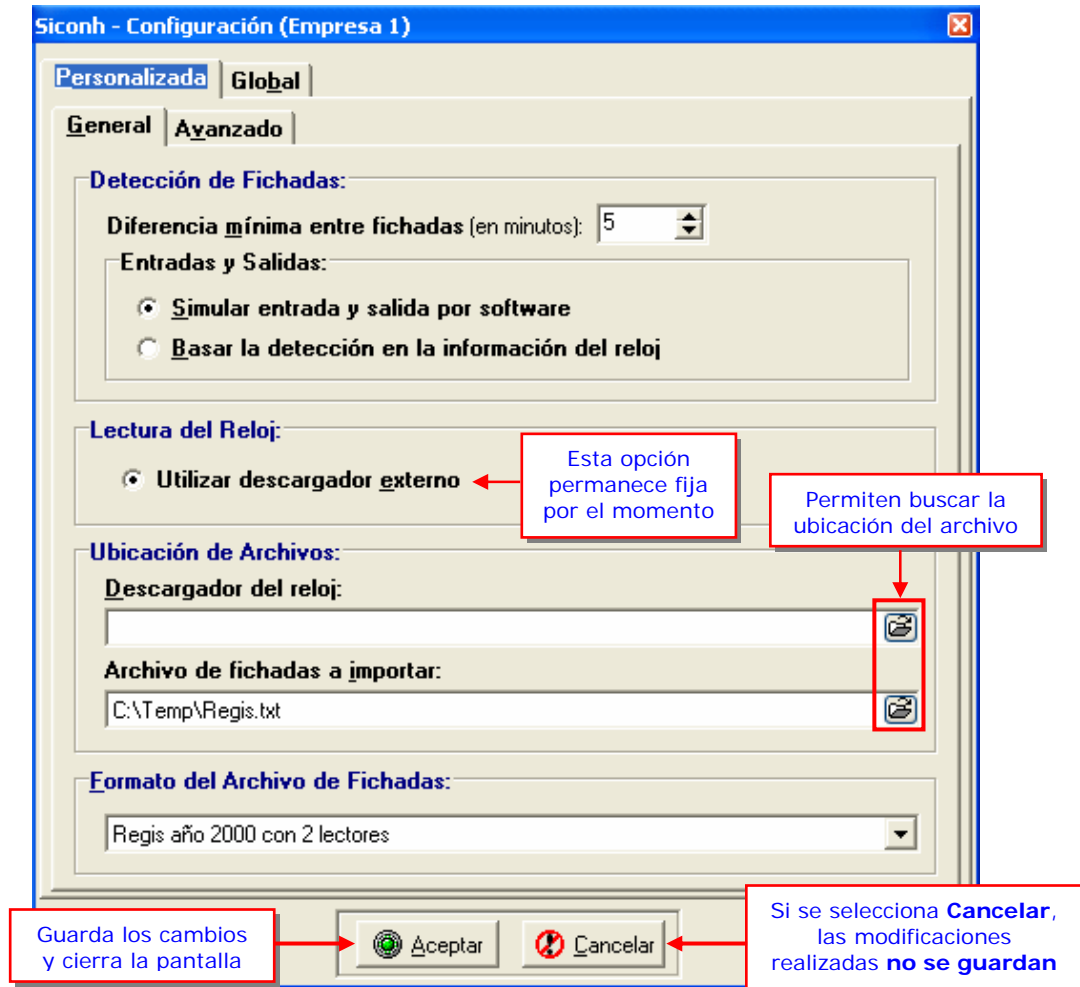 Siconh - Configuración (Empresa 1)
Personalizada Global
General Avanzado
Detección de Fichadas:
Diferencia mínima entre fichadas (en minutos): 5
Entradas y Salidas:
Simular entrada y salida por software
Basar la detección en la información del reloj
Lectura del Reloj:
Utilizar descargador externo
Esta opción
permanece fija
por el momento
Permiten buscar la
ubicación del archivo
Ubicación de Archivos:
Descargador del reloj:
Archivo de fichadas a importar:
C:\Temp\Regis.txt
Formato del Archivo de Fichadas:
Regis año 2000 con 2 lectores
Guarda los cambios
y cierra la pantalla
Aceptar Cancelar
Si se selecciona Cancelar,
las modificaciones
realizadas no se guardan